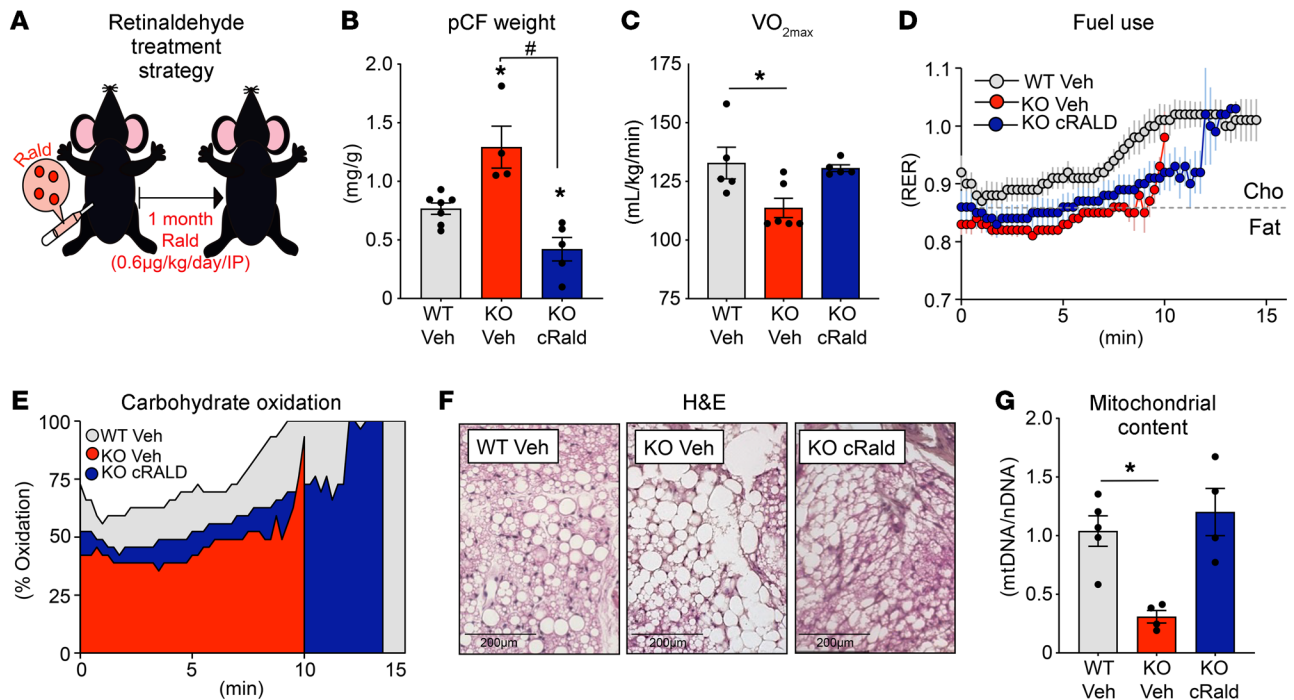 A
Retinaldehyde
treatment
strategy
Rald
1 month
Rald
(0.6µg/kg/day/IP)
B
pCF weight
#
*
*
(mg/g)
2.0
1.5
1.0
0.5
0
WT
Veh
KO
Veh
KO
cRald
C
VO2max
*
(mL/kg/min)
175
150
125
100
75
WT
Veh
KO
Veh
KO
cRald
D
Fuel use
WT Veh
KO Veh
KO cRALD
(RER)
1.1
1.0
0.9
0.8
0.7
Cho
Fat
0 5 10 15
(min)
E
Carbohydrate oxidation
WT Veh
KO Veh
KO cRALD
(% Oxidation)
100
75
50
25
0
0 5 10 15
(min)
F
H&E
WT Veh
KO Veh
KO cRald
200µm
200µm
200µm
G
Mitochondrial
content
*
(mtDNA/nDNA)
2.0
1.5
1.0
0.5
0
WT
Veh
KO
Veh
KO
cRald